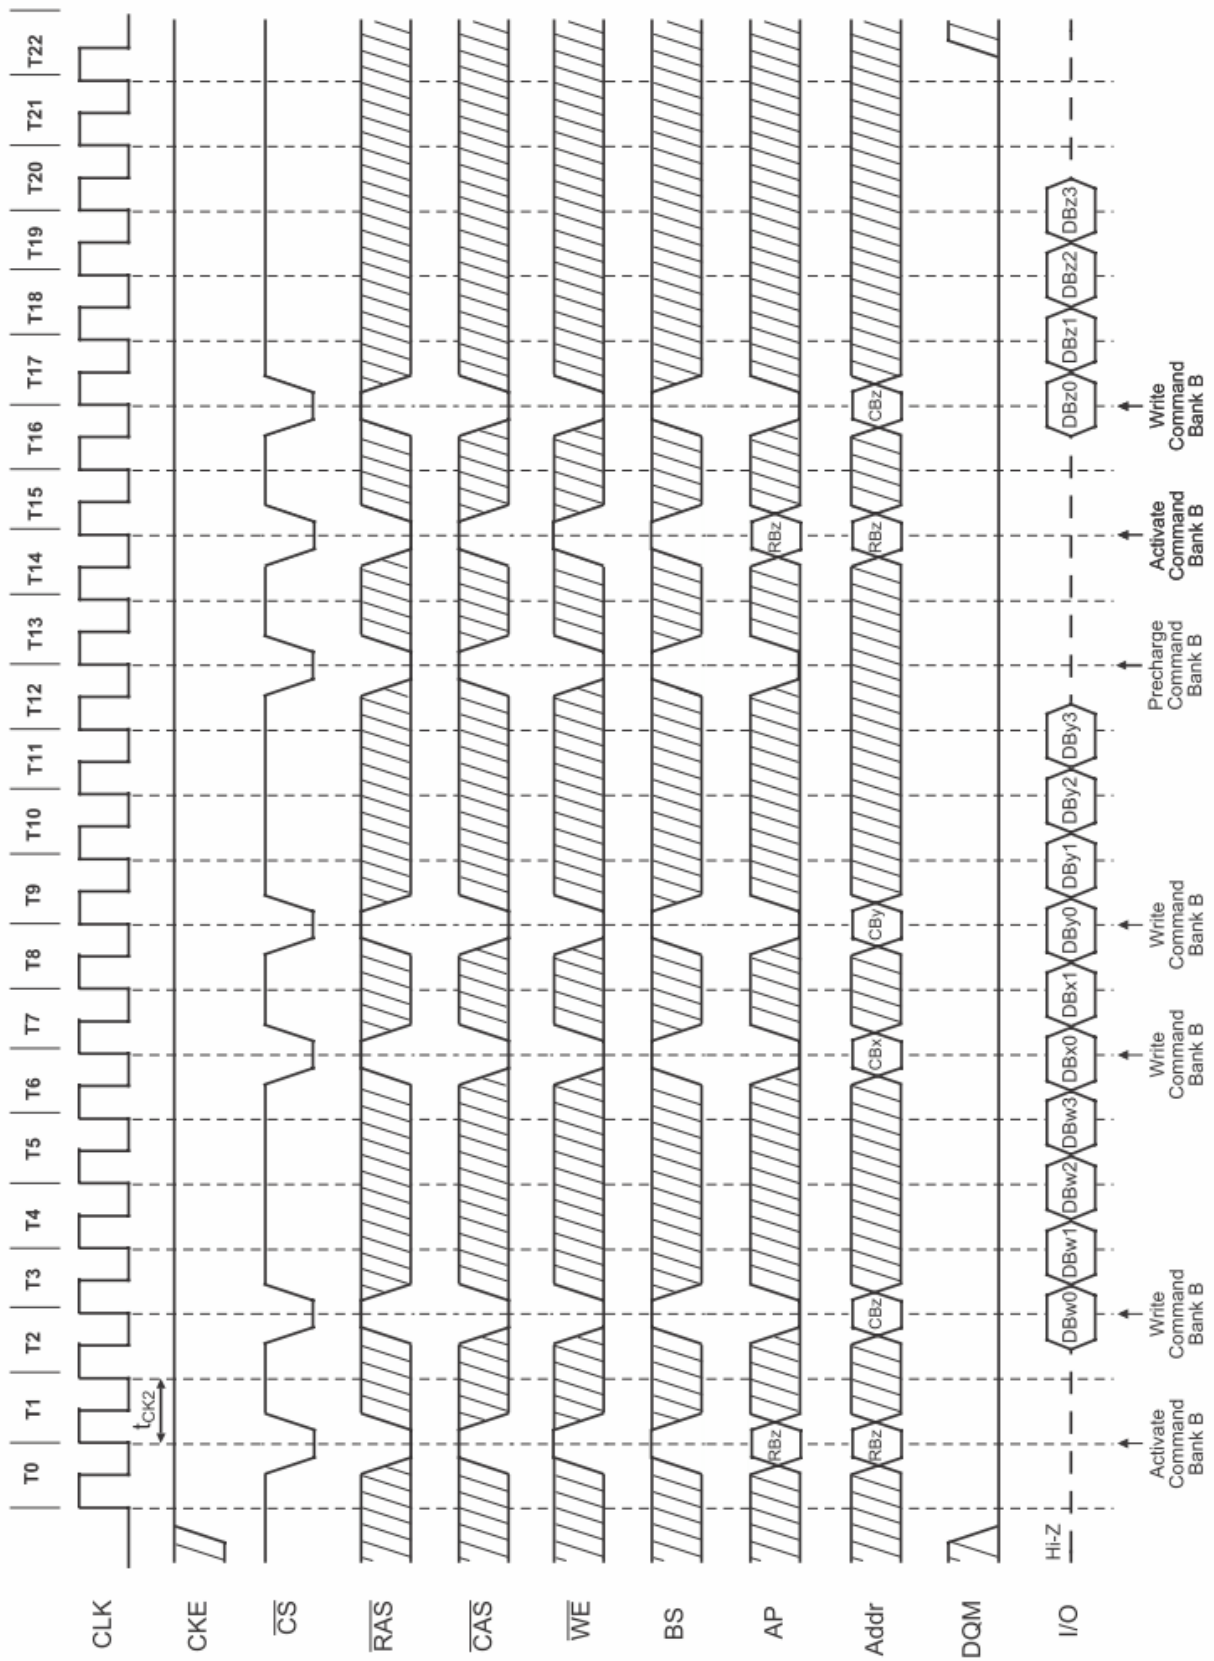 T0 T1 T2 T3 T4 T5 T6 T7 T8 T9 T10 T11 T12 T13 T14 T15 T16 T17 T18 T19 T20 T21 T22
CLK
tCK2
CKE
CS
RAS
CAS
WE
BS
AP RBz RBz
Addr RBz CBz CBx CBy RBz CBz
DQM
I/O Hi-Z DBw0 DBw1 DBw2 DBw3 DBx0 DBx1 DBy0 DBy1 DBy2 DBy3 DBz0 DBz1 DBz2 DBz3
Activate
Command
Bank B
Write
Command
Bank B
Write
Command
Bank B
Write
Command
Bank B
Precharge
Command
Bank B
Activate
Command
Bank B
Write
Command
Bank B